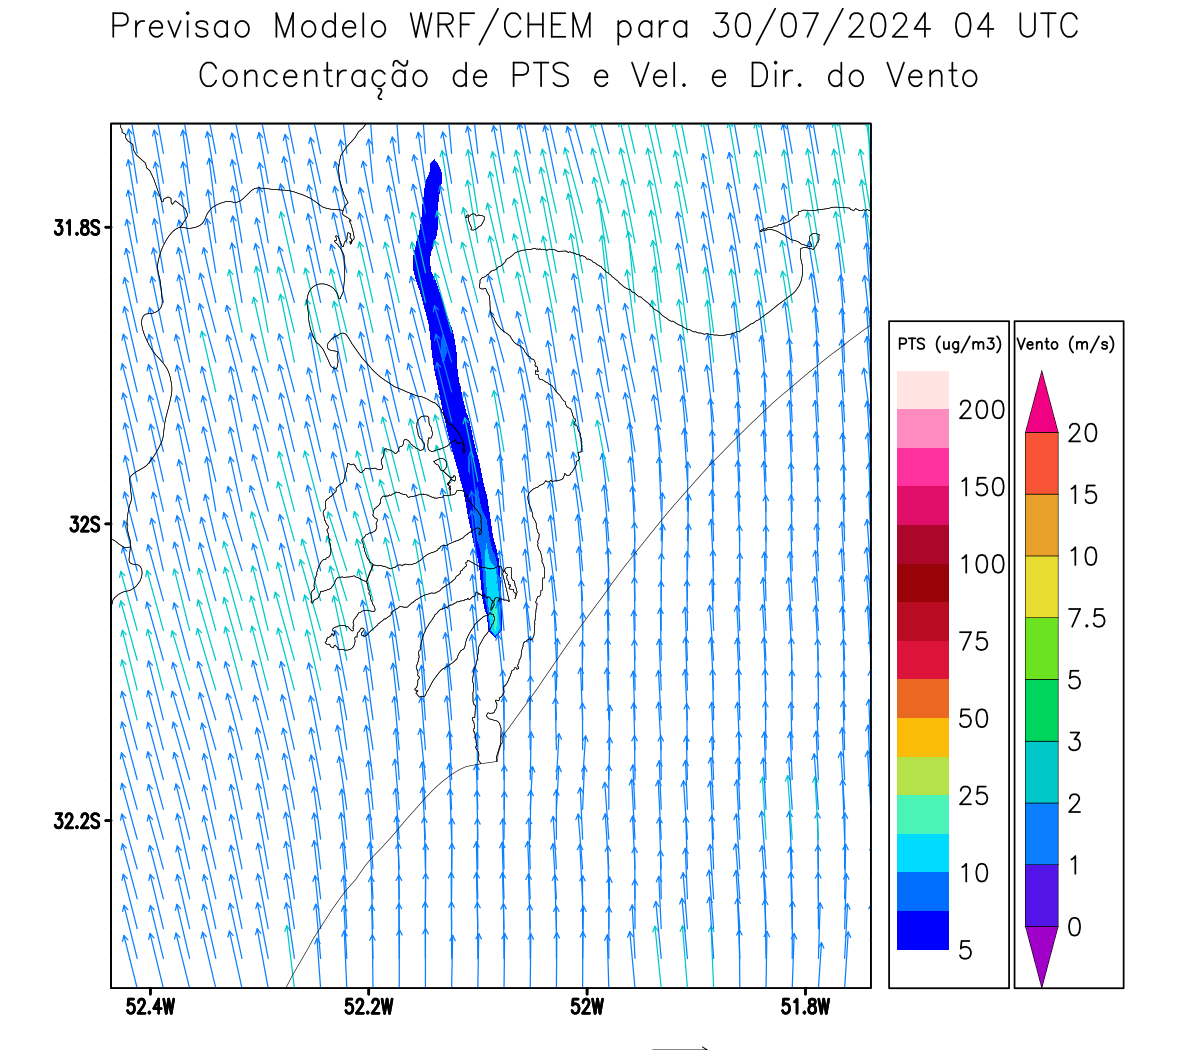 Previsao Modelo WRF/CHEM para 30/07/2024 04 UTC
Concentração de PTS e Vel. e Dir. do Vento
31.8S
32S
32.2S
52.4W
52.2W
52W
51.8W
PTS (ug/m3)
200
150
100
75
50
25
10
5
Vento (m/s)
20
15
10
7.5
5
3
2
1
0